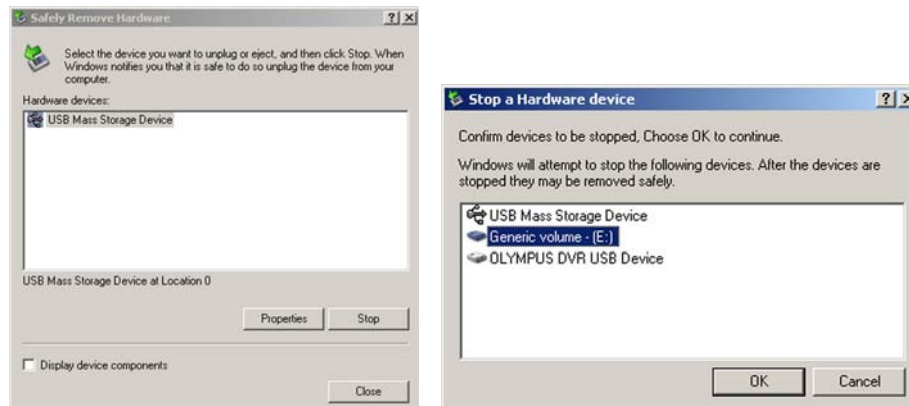 Safely Remove Hardware
Select the device you want to unplug or eject, and then click Stop. When
Windows notifies you that it is safe to do so unplug the device from your
computer.
Hardware devices:
USB Mass Storage Device
USB Mass Storage Device at Location 0
Properties
Stop
Display device components
Close
Stop a Hardware device
Confirm devices to be stopped, Choose OK to continue.
Windows will attempt to stop the following devices. After the devices are
stopped they may be removed safely.
USB Mass Storage Device
Generic volume - (E:)
OLYMPUS DVR USB Device
OK
Cancel